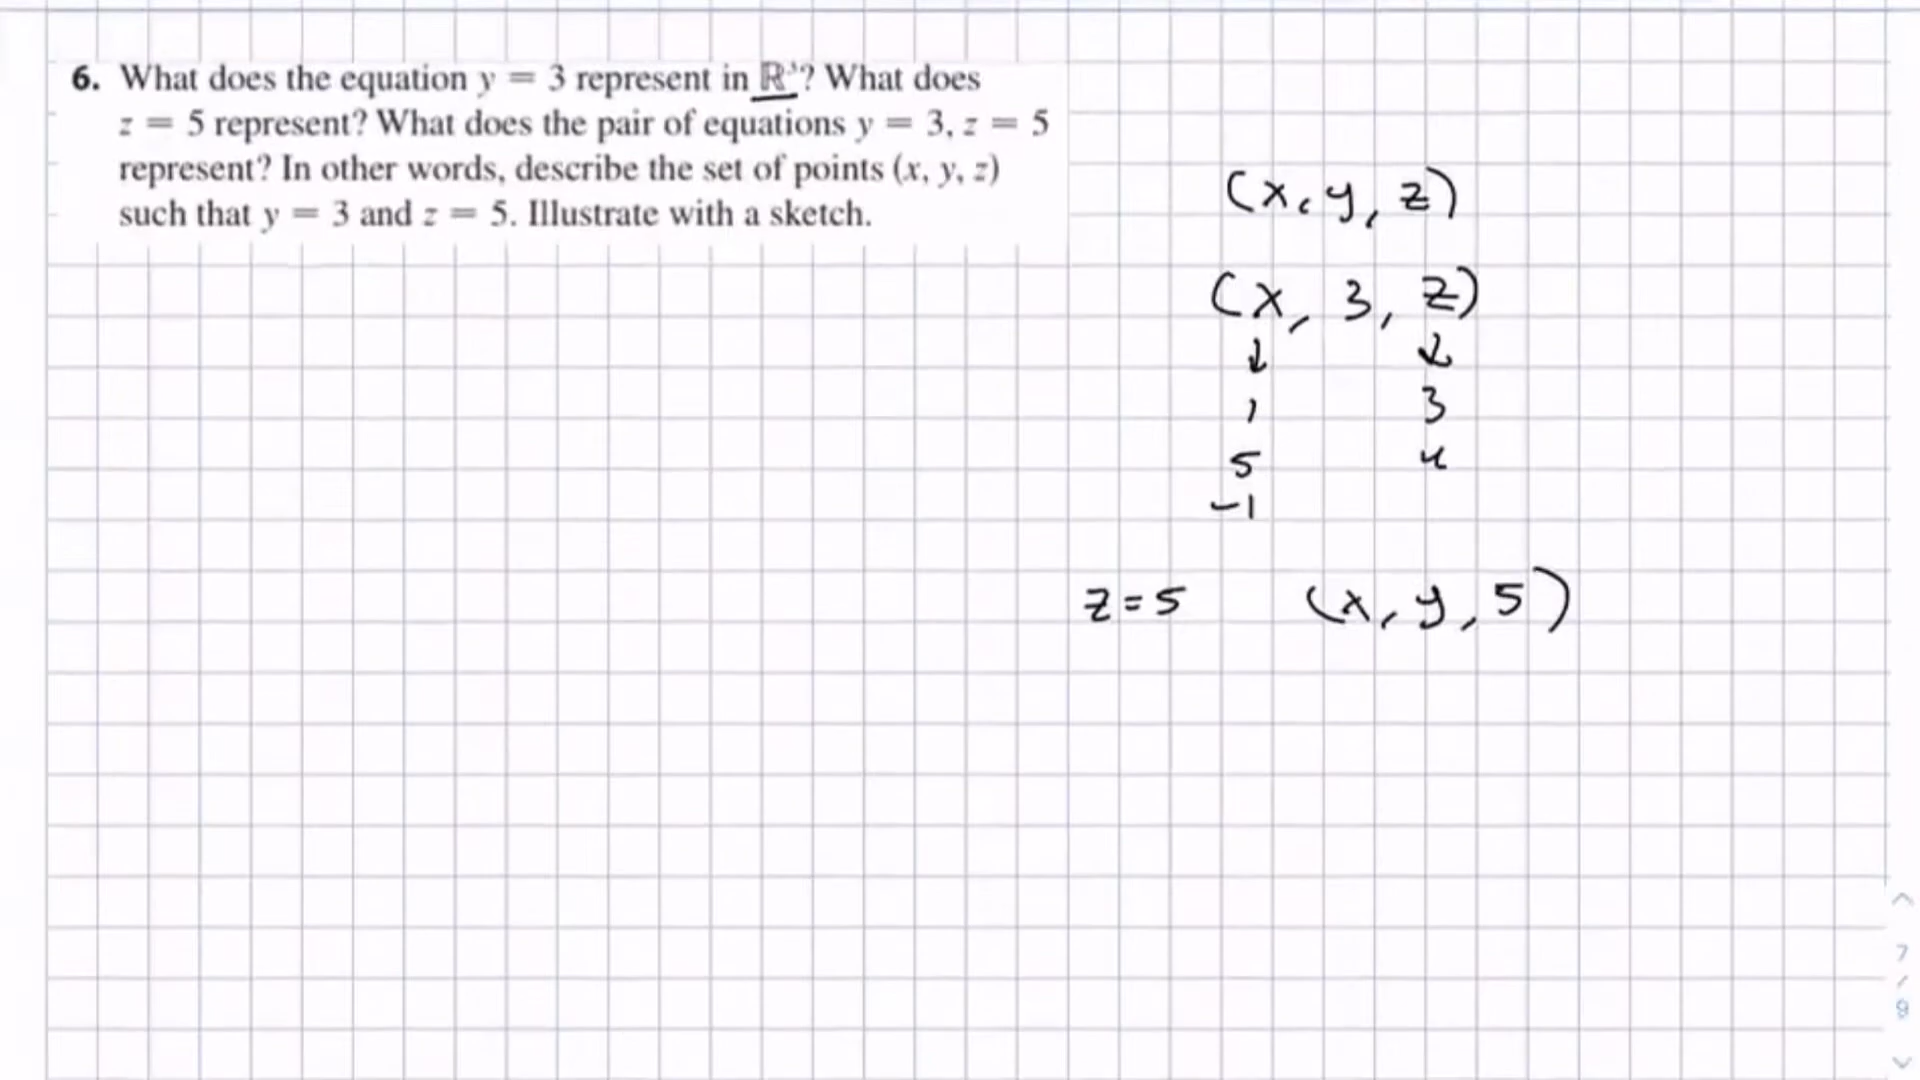 6. What does the equation y = 3 represent in ℝ³? What does
z = 5 represent? What does the pair of equations y = 3, z = 5
represent? In other words, describe the set of points (x, y, z)
such that y = 3 and z = 5. Illustrate with a sketch.
(x, y, z)
(x, 3, z)
↓ ↓
1 3
5 4
-1
z = 5 (x, y, 5)
7
/
9